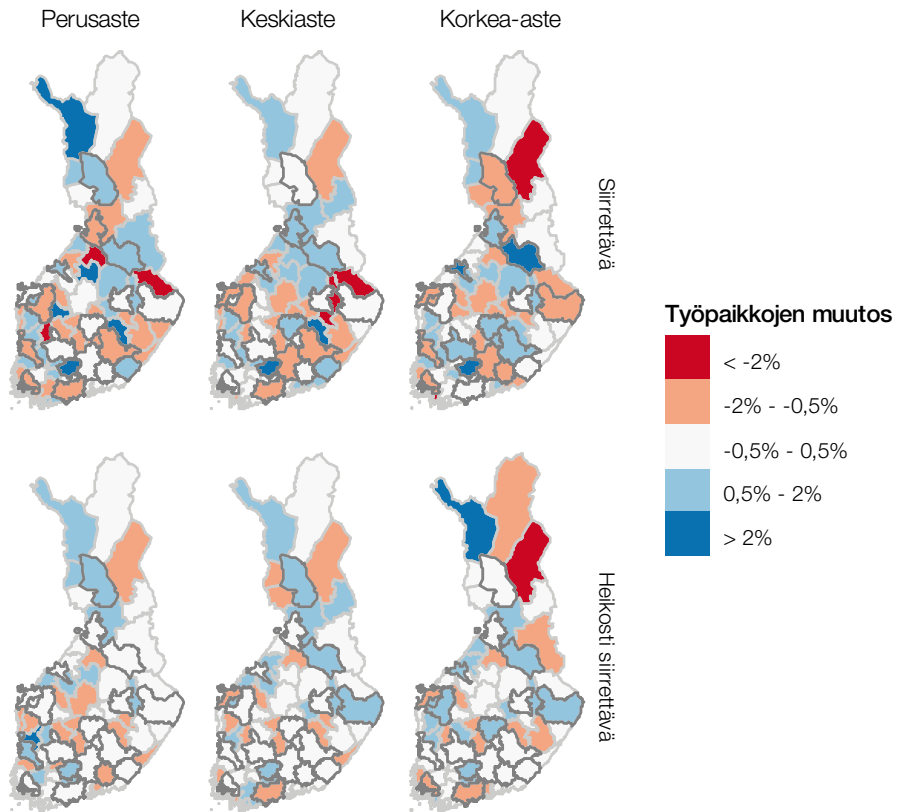 Perusaste
Keskiaste
Korkea-aste
Siirrettävä
Työpaikkojen muutos
< -2%
-2% - -0,5%
-0,5% - 0,5%
0,5% - 2%
> 2%
Heikosti siirrettävä